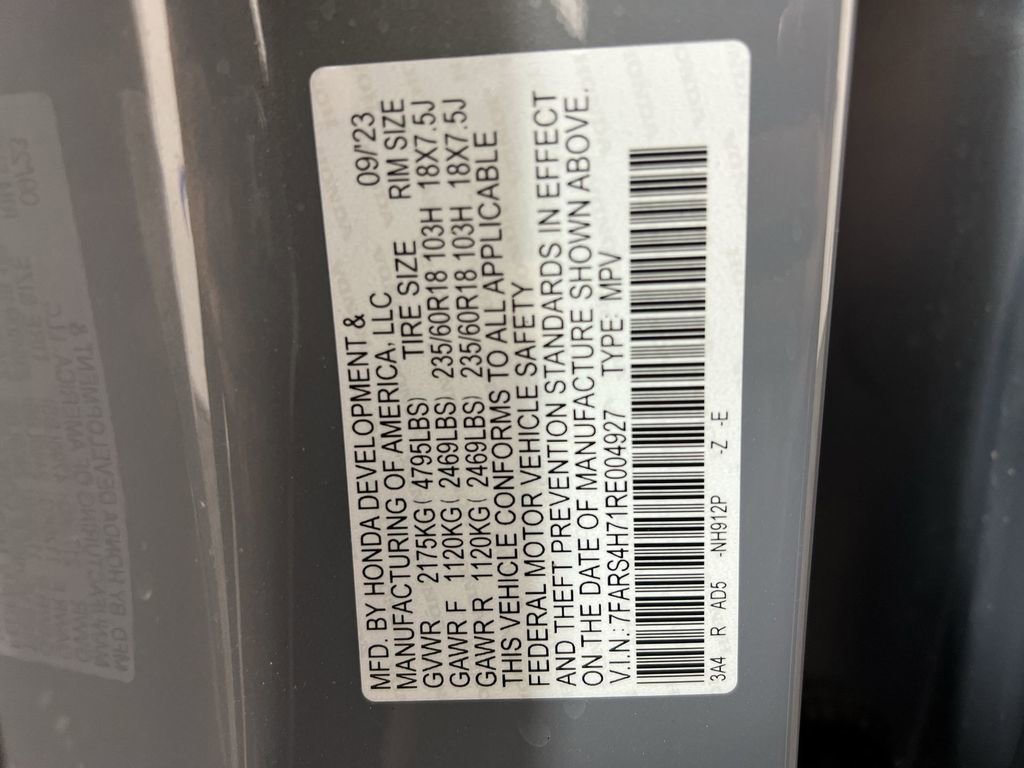 MFD. BY HONDA DEVELOPMENT &
MANUFACTURING OF AMERICA, LLC 09/'23
GVWR 2175KG( 4795LBS) TIRE SIZE RIM SIZE
GAWR F 1120KG( 2469LBS) 235/60R18 103H 18X7.5J
GAWR R 1120KG( 2469LBS) 235/60R18 103H 18X7.5J
THIS VEHICLE CONFORMS TO ALL APPLICABLE
FEDERAL MOTOR VEHICLE SAFETY
AND THEFT PREVENTION STANDARDS IN EFFECT
ON THE DATE OF MANUFACTURE SHOWN ABOVE.
V.I.N.: 7FARS4H71RE004927 TYPE: MPV
3A4 R AD5 -NH912P -Z -E